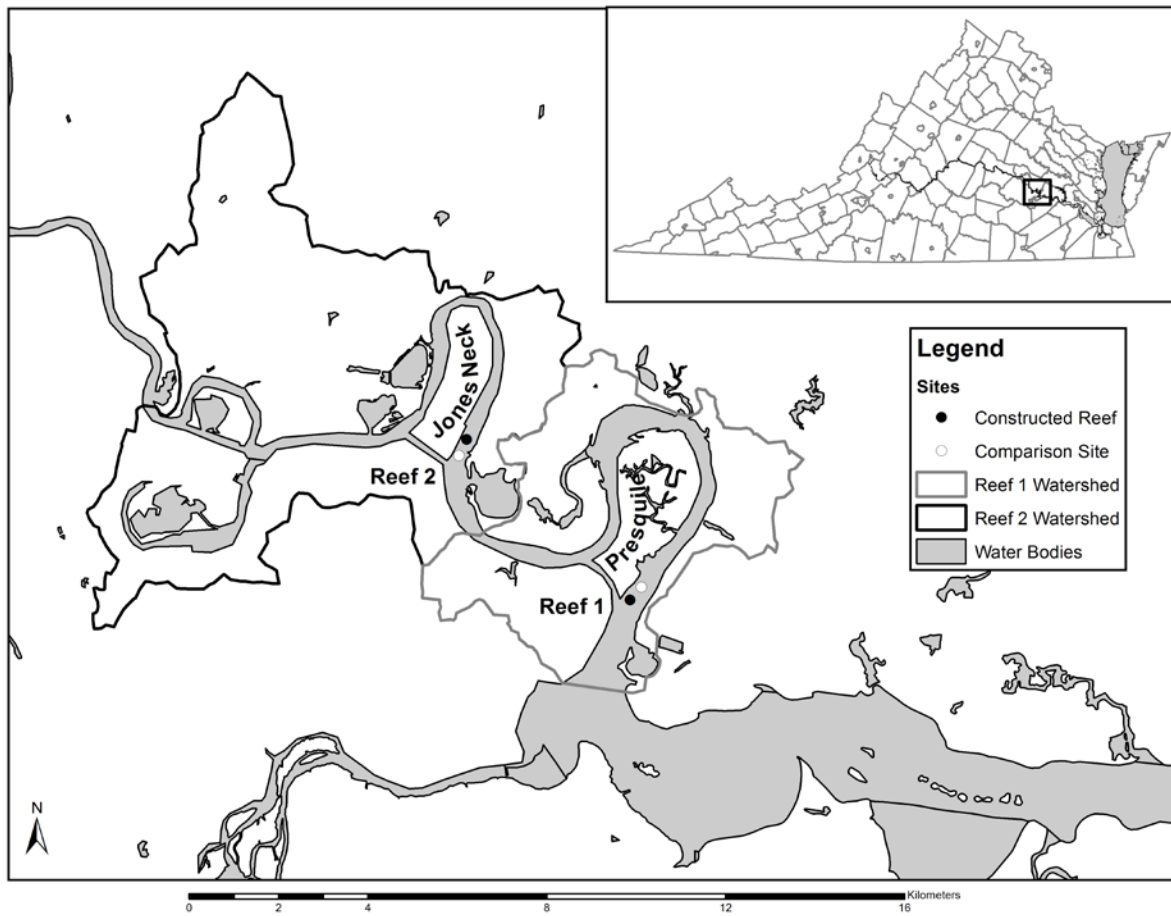 Jones Neck
Reef 2
Presquile
Reef 1
Legend
Sites
Constructed Reef
Comparison Site
Reef 1 Watershed
Reef 2 Watershed
Water Bodies
N
Kilometers
0 2 4 8 12 16